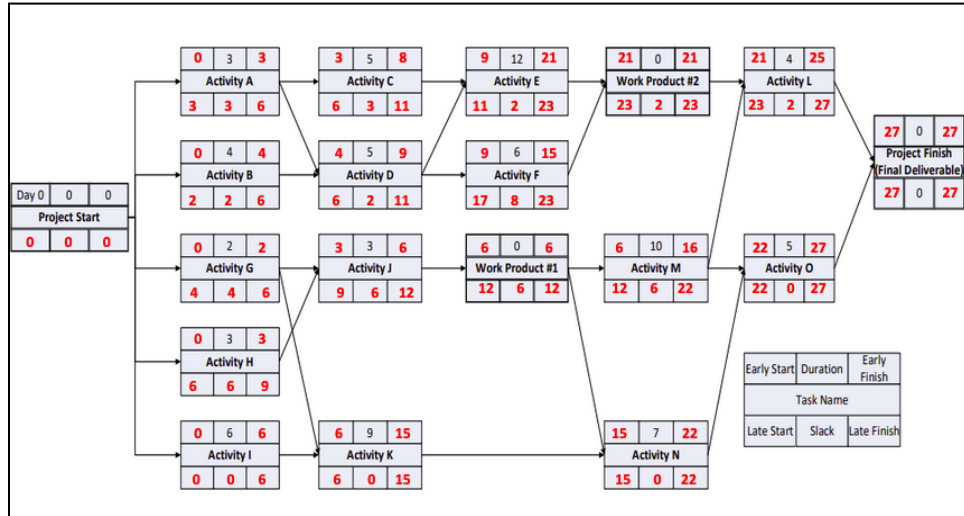 0 3 3
Activity A
3 3 6
3 5 8
Activity C
6 3 11
9 12 21
Activity E
11 2 23
21 0 21
Work Product #2
23 2 23
21 4 25
Activity L
23 2 27
0 4 4
Activity B
2 2 6
4 5 9
Activity D
6 2 11
9 6 15
Activity F
17 8 23
27 0 27
Project Finish
(Final Deliverable)
27 0 27
Day 0 0 0
Project Start
0 0 0
0 2 2
Activity G
4 4 6
3 3 6
Activity J
9 6 12
6 0 6
Work Product #1
12 6 12
6 10 16
Activity M
12 6 22
22 5 27
Activity O
22 0 27
0 3 3
Activity H
6 6 9
Early Start Duration Early
Finish
Task Name
Late Start Slack Late Finish
0 6 6
Activity I
0 0 6
6 9 15
Activity K
6 0 15
15 7 22
Activity N
15 0 22